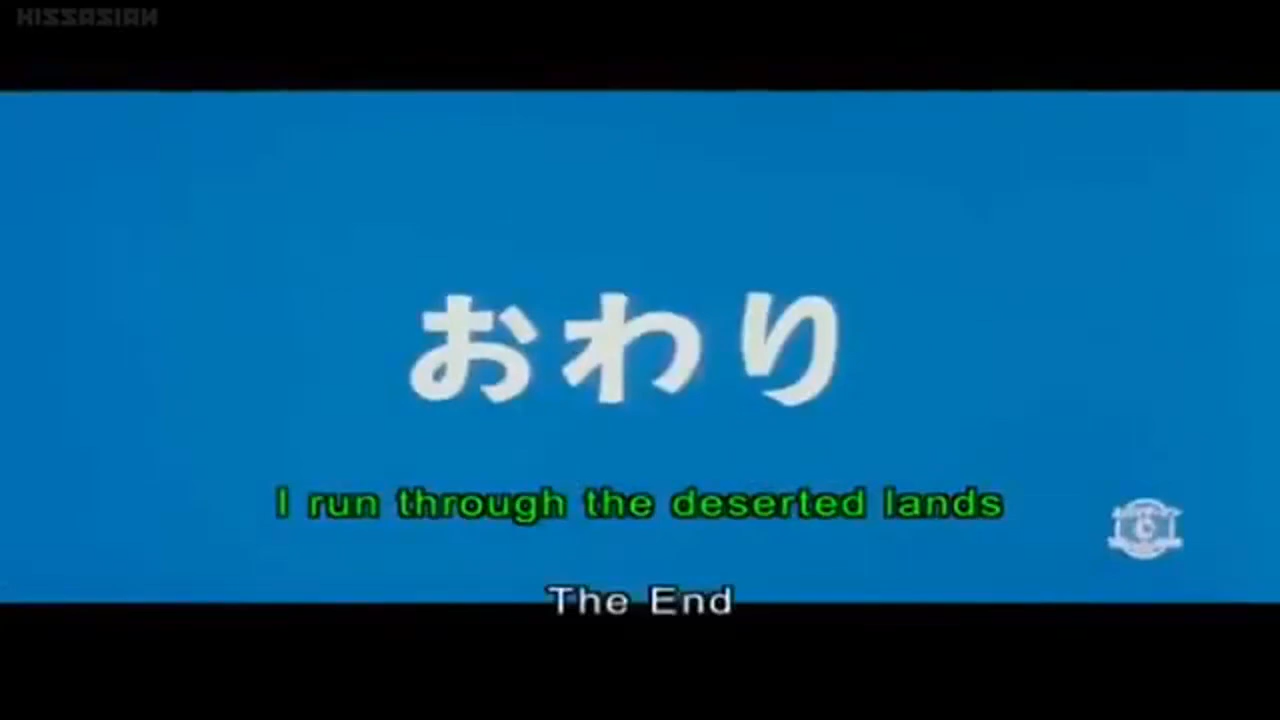 KISSASIAN
おわり
I run through the deserted lands
The End